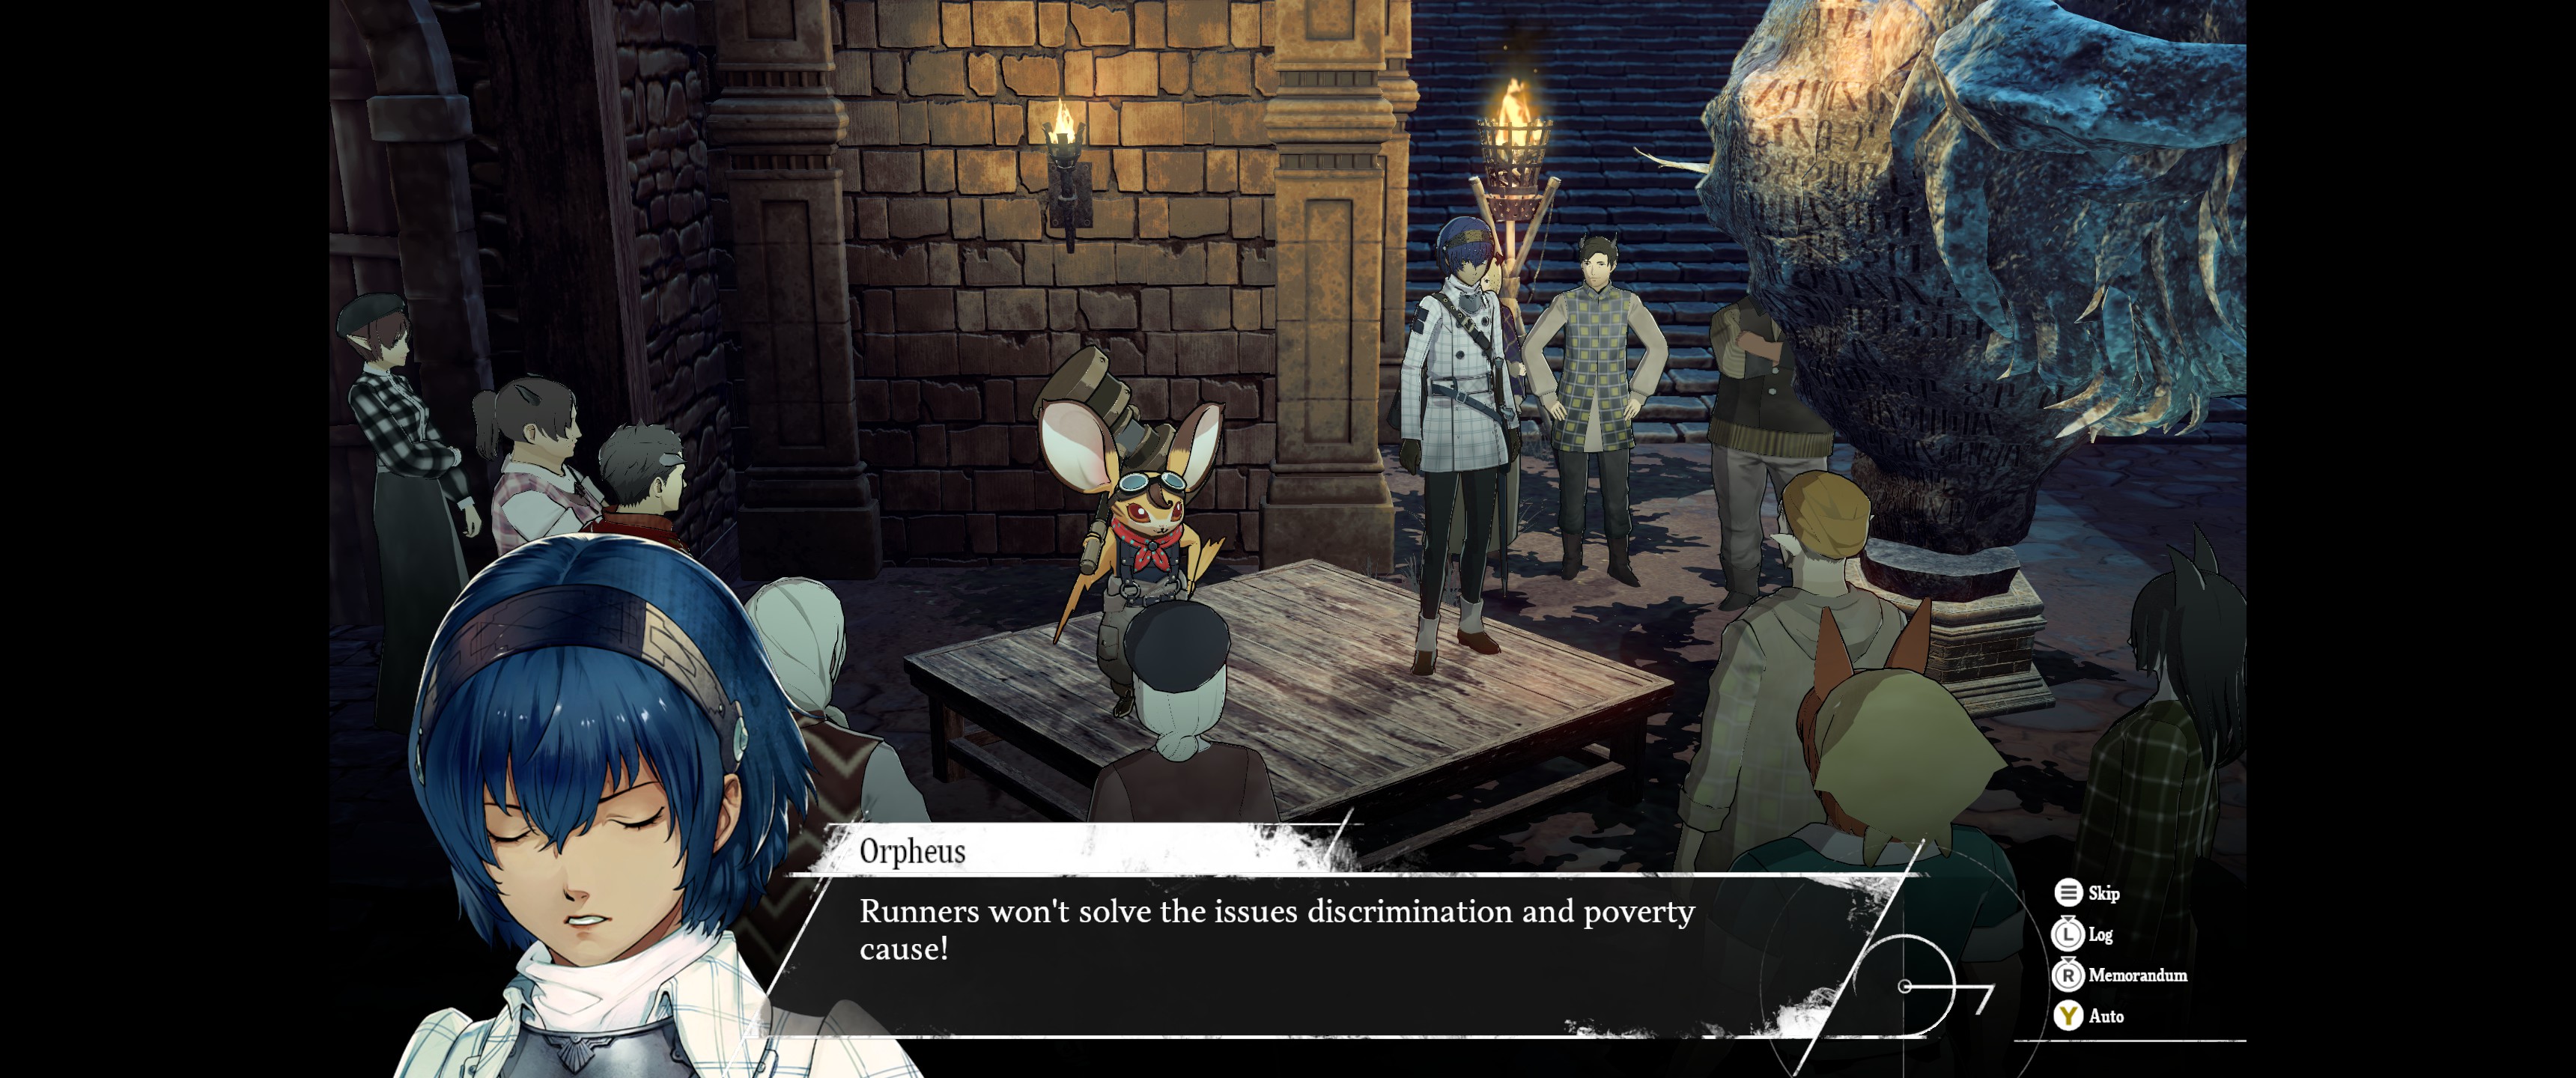 Orpheus
Runners won't solve the issues discrimination and poverty
cause!
Skip
L Log
R Memorandum
Y Auto